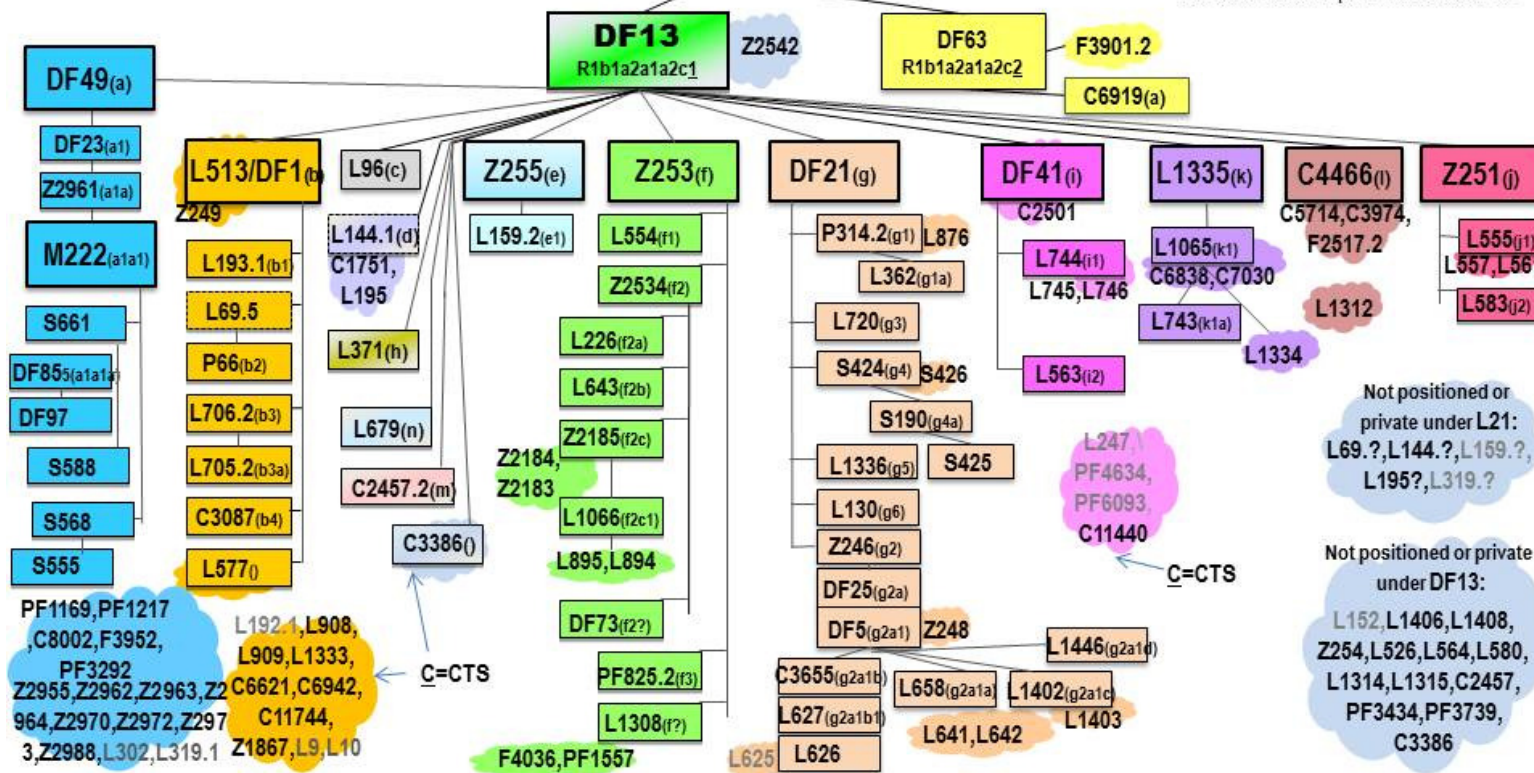 DF13
R1b1a2a1a2c1
Z2542
DF63
R1b1a2a1a2c2
F3901.2
C6919(a)
DF49(a)
DF23(a1)
Z2961(a1a)
M222(a1a1)
S661
DF85
5(a1a1a)
DF97
S588
S568
S555
PF1169,PF1217
,C8002,F3952,
PF3292
Z2955,Z2962,Z2963,Z2
964,Z2970,Z2972,Z297
3,Z2988,L302,L319.1
L513/DF1(b)
Z249
L193.1(b1)
L69.5
P66(b2)
L706.2(b3)
L705.2(b3a)
C3087(b4)
L577()
L192.1,L908,
L909,L1333,
C6621,C6942,
C11744,
Z1867,L9,L10
L96(c)
L144.1(d)
C1751,
L195
L371(h)
L679(n)
C2457.2(m)
C3386()
C=CTS
Z255(e)
L159.2(e1)
Z253(f)
L554(f1)
Z2534(f2)
L226(f2a)
L643(f2b)
Z2185(f2c)
Z2184,
Z2183
L1066(f2c1)
L895,L894
DF73(f2?)
PF825.2(f3)
L1308(f?)
F4036,PF1557
DF21(g)
P314.2(g1)
L876
L362(g1a)
L720(g3)
S424(g4)
S426
S190(g4a)
S425
L1336(g5)
L130(g6)
Z246(g2)
DF25(g2a)
DF5(g2a1)
Z248
L1446(g2a1d)
C3655(g2a1b)
L658(g2a1a)
L1402(g2a1c)
L1403
L627(g2a1b1)
L641,L642
L625
L626
DF41(i)
C2501
L744(i1)
L745,L746
L563(i2)
L247,\
PF4634,
PF6093,
C11440
C=CTS
L1335(k)
L1065(k1)
C6838,C7030
L743(k1a)
L1334
C4466(l)
C5714,C3974,
F2517.2
L1312
Z251(j)
L555(j1)
L557,L56
L583(j2)
Not positioned or
private under L21:
L69.?,L144.?,L159.?,
L195?,L319.?
Not positioned or private
under DF13:
L152,L1406,L1408,
Z254,L526,L564,L580,
L1314,L1315,C2457,
PF3434,PF3739,
C3386